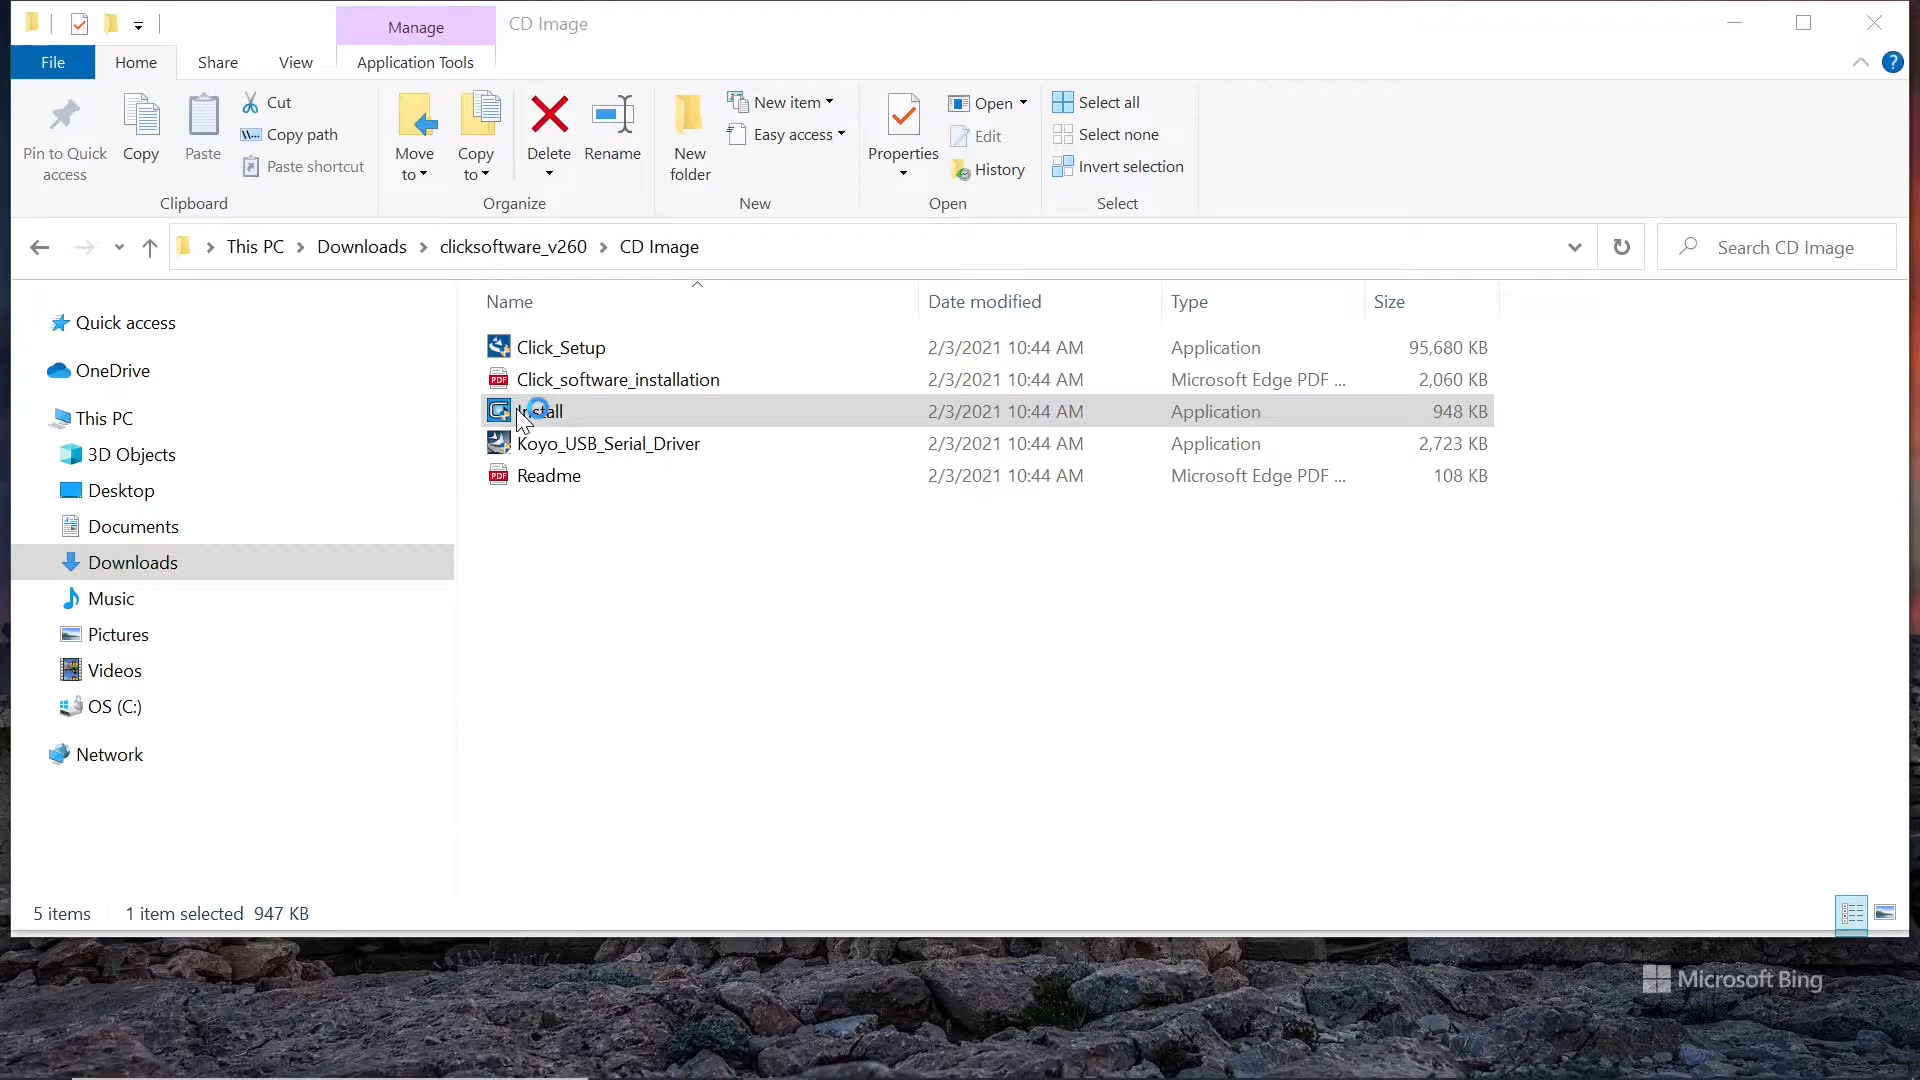 Manage
CD Image
File
Home
Share
View
Application Tools
Pin to Quick access
Copy
Paste
Cut
Copy path
Paste shortcut
Clipboard
Move to
Copy to
Delete
Rename
Organize
New folder
New item
Easy access
New
Properties
Open
Edit
History
Open
Select all
Select none
Invert selection
Select
This PC > Downloads > clicksoftware_v260 > CD Image
Search CD Image
Name Date modified Type Size
Click_Setup 2/3/2021 10:44 AM Application 95,680 KB
Click_software_installation 2/3/2021 10:44 AM Microsoft Edge PDF ... 2,060 KB
Install 2/3/2021 10:44 AM Application 948 KB
Koyo_USB_Serial_Driver 2/3/2021 10:44 AM Application 2,723 KB
Readme 2/3/2021 10:44 AM Microsoft Edge PDF ... 108 KB
Quick access
OneDrive
This PC
3D Objects
Desktop
Documents
Downloads
Music
Pictures
Videos
OS (C:)
Network
5 items 1 item selected 947 KB
Microsoft Bing